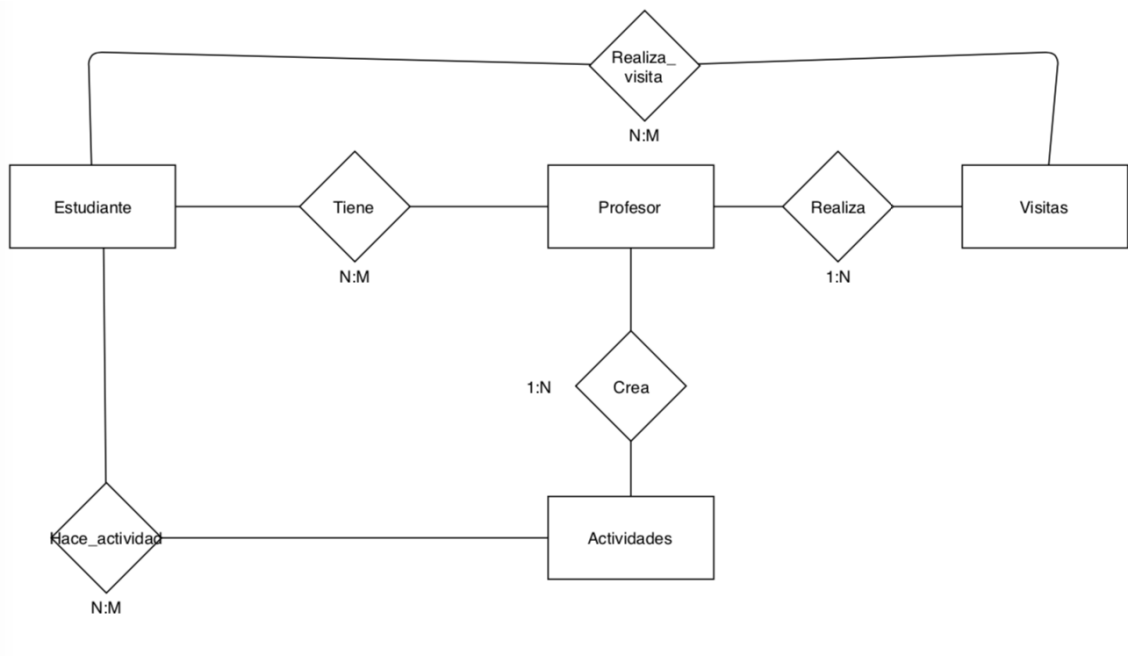 Realiza_
visita
N:M
Estudiante
Tiene
N:M
Profesor
Realiza
1:N
Visitas
1:N
Crea
Hace_actividad
N:M
Actividades